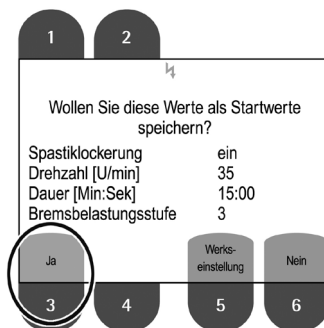 1 2
Wollen Sie diese Werte als Startwerte
speichern?
Spastiklockerung ein
Drehzahl [U/min] 35
Dauer [Min:Sek] 15:00
Bremsbelastungsstufe 3
Ja
Werks-
einstellung
Nein
3 4 5 6